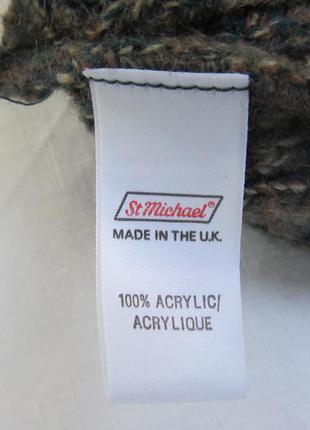 St Michael®
MADE IN THE U.K.
100% ACRYLIC/
ACRYLIQUE